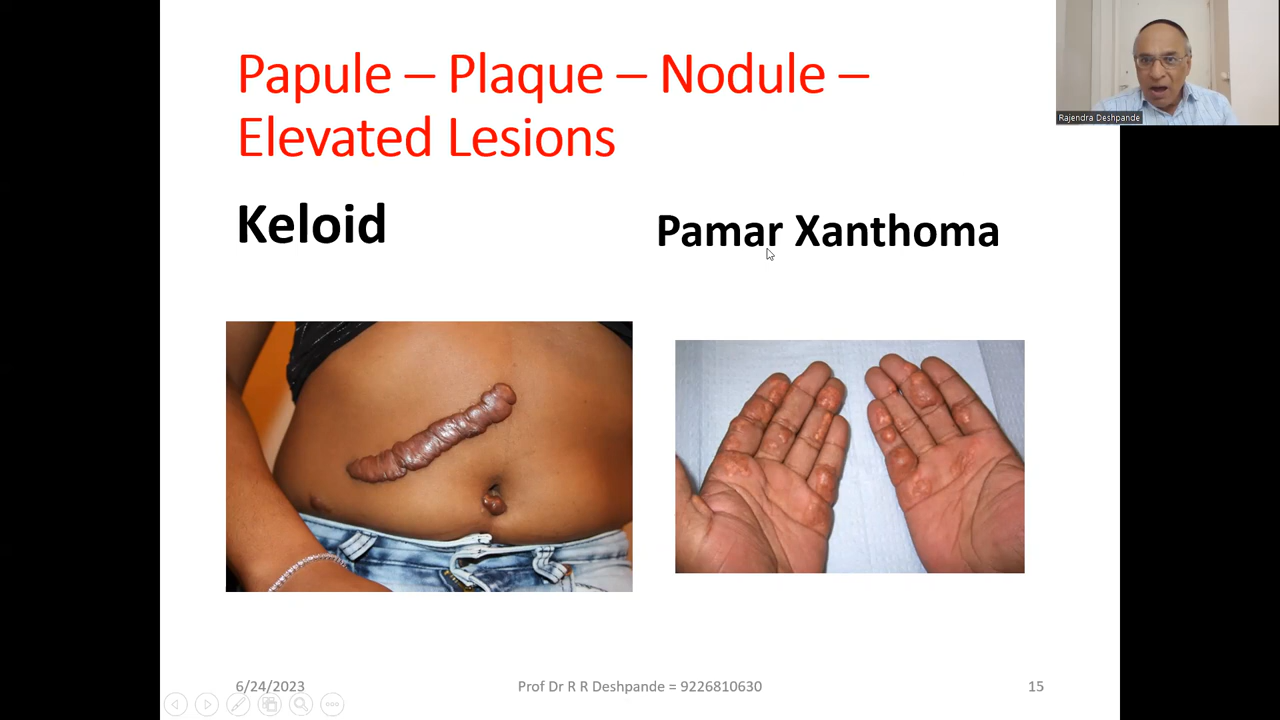 Papule – Plaque – Nodule –
Elevated Lesions
Keloid
Pamar Xanthoma
6/24/2023
Prof Dr R R Deshpande = 9226810630
15
Rajendra Deshpande